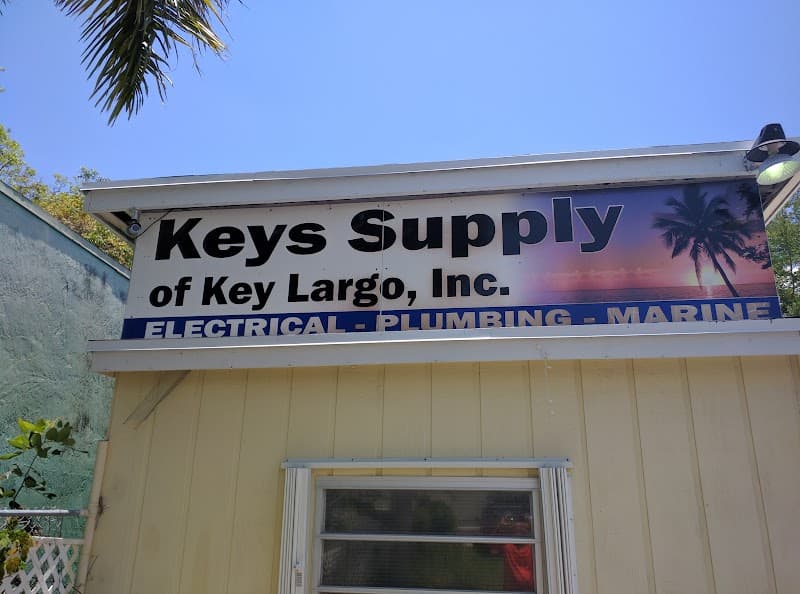 Keys Supply
of Key Largo, Inc.
ELECTRICAL - PLUMBING - MARINE